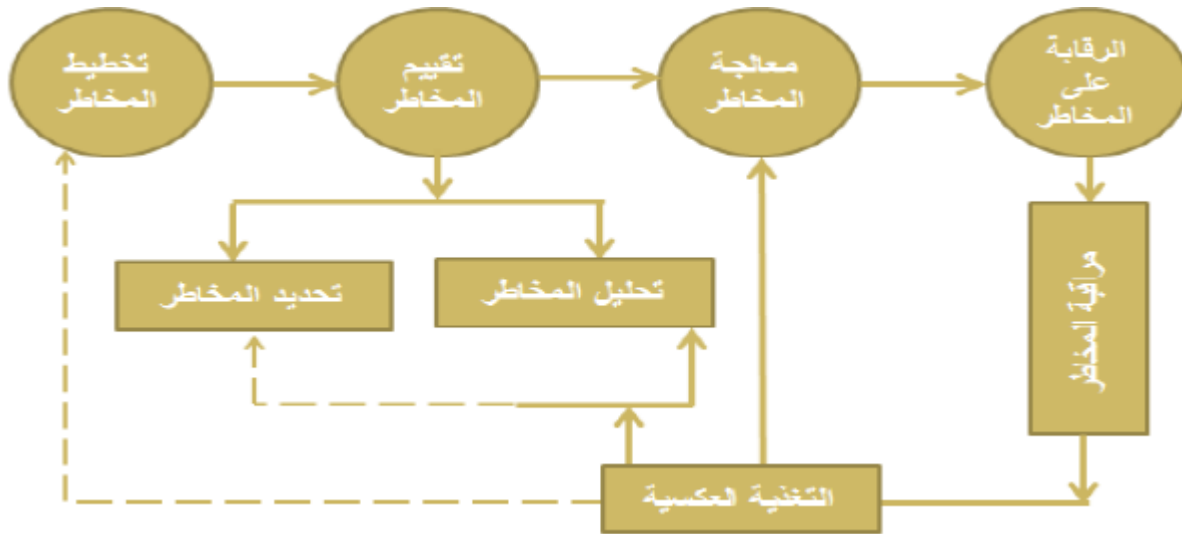 تخطيط
المخاطر
تقييم
المخاطر
معالجة
المخاطر
الرقابة
على
المخاطر
تحديد المخاطر
تحليل المخاطر
مراقبة المخاطر
التغذية العكسية